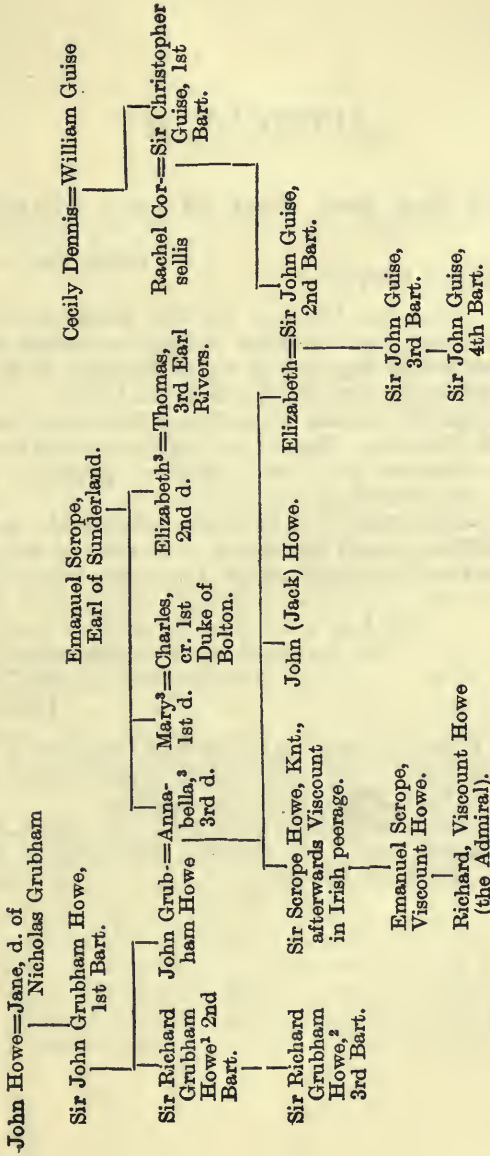 John Howe=Jane, d. of
Nicholas Grubham
Sir John Grubham Howe,
1st Bart.
Emanuel Scrope,
Earl of Sunderland.
Cecily Dennis=William Guise
Sir Richard
Grubham
Howe¹ 2nd
Bart.
John Grub-=Anna-
ham Howe
bella,³
3rd d.
Mary³=Charles,
1st d.
cr. 1st
Duke of
Bolton.
Elizabeth³=Thomas,
2nd d.
3rd Earl
Rivers.
Rachel Cor-=Sir Christopher
sellis
Guise, 1st
Bart.
Sir Richard
Grubham
Howe,²
3rd Bart.
Sir Scrope Howe, Knt.,
afterwards Viscount
in Irish peerage.
John (Jack) Howe.
Elizabeth=Sir John Guise,
2nd Bart.
Emanuel Scrope,
Viscount Howe.
Sir John Guise,
3rd Bart.
Richard, Viscount Howe
(the Admiral).
Sir John Guise,
4th Bart.